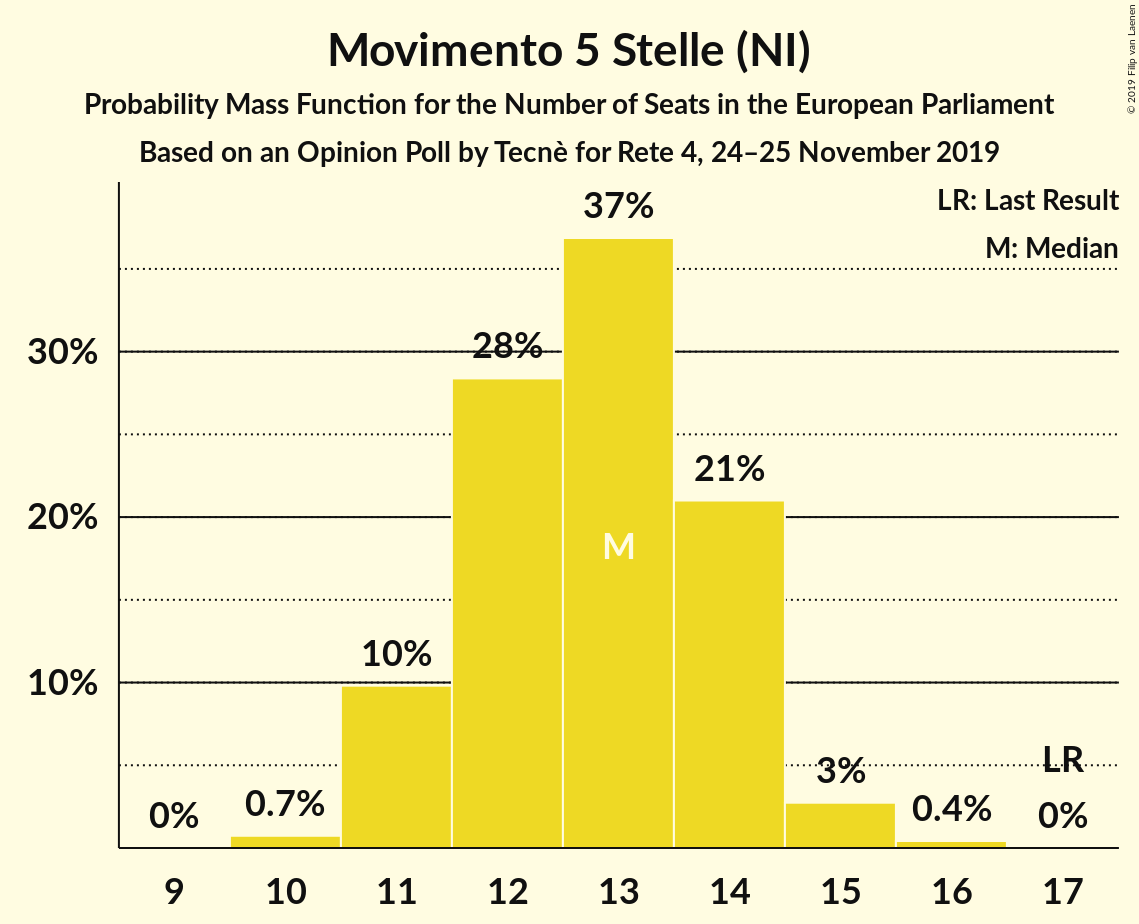 Movimento 5 Stelle (NI)
Probability Mass Function for the Number of Seats in the European Parliament
Based on an Opinion Poll by Tecnè for Rete 4, 24–25 November 2019
© 2019 Filip van Laenen
LR: Last Result
M: Median
37%
28%
21%
10%
3%
0.7%
0.4%
0%
LR
0%
M
30%
20%
10%
9 10 11 12 13 14 15 16 17